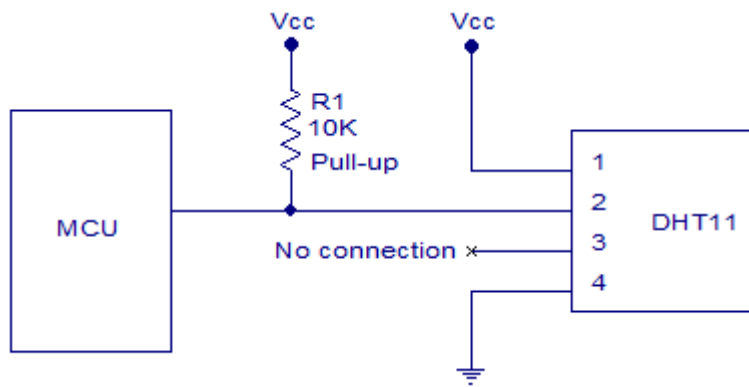 Vcc
Vcc
R1
10K
Pull-up
MCU
No connection
1
2
3
4
DHT11